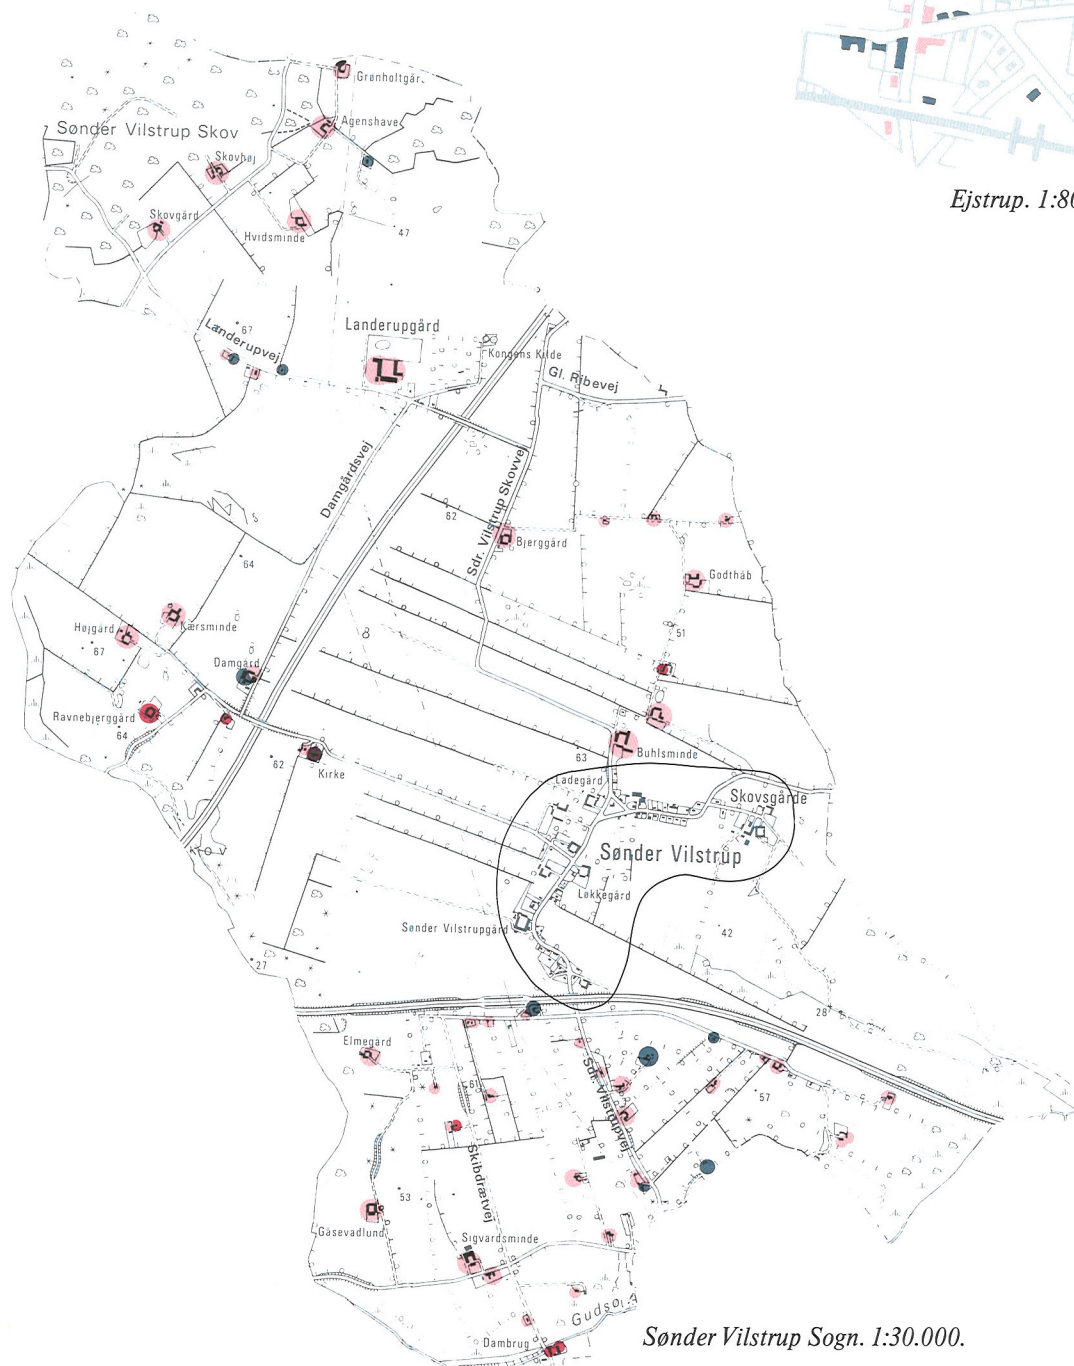 Grønholtgår
Agenshave
Sønder Vilstrup Skov
Skovhøj
Skovgård
Hvidsminde
47
Ejstrup. 1:80
Landerupvej
67
Landerupgård
Kongens Kilde
Gl. Ribevej
Damgårdsvej
Sdr. Vilstrup Skovvej
62
Bjerggård
64
Godthåb
Højgård
Kærsminde
67
51
Damgård
Ravnebjerggård
64
62
Kirke
63
Buhlsminde
Ladegård
Skovsgårde
Sønder Vilstrup
Løkkegård
Sønder Vilstrupgård
42
27
28
Elmegård
61
Sdr. Vilstrupvej
57
Skibdrætvej
53
Gåsevadlund
Sigvardsminde
Gudsø Å
Dambrug
Sønder Vilstrup Sogn. 1:30.000.